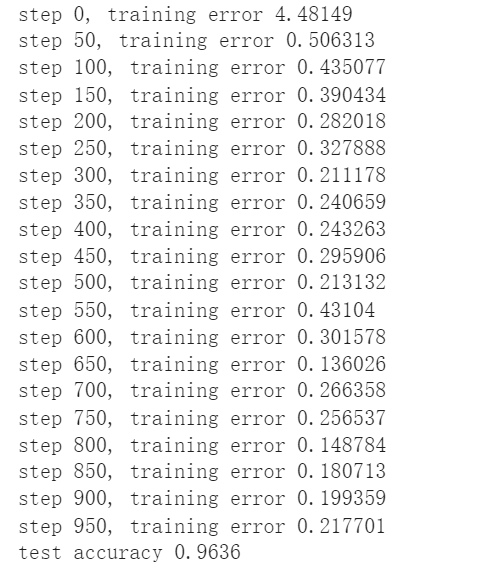 step 0, training error 4.48149
step 50, training error 0.506313
step 100, training error 0.435077
step 150, training error 0.390434
step 200, training error 0.282018
step 250, training error 0.327888
step 300, training error 0.211178
step 350, training error 0.240659
step 400, training error 0.243263
step 450, training error 0.295906
step 500, training error 0.213132
step 550, training error 0.43104
step 600, training error 0.301578
step 650, training error 0.136026
step 700, training error 0.266358
step 750, training error 0.256537
step 800, training error 0.148784
step 850, training error 0.180713
step 900, training error 0.199359
step 950, training error 0.217701
test accuracy 0.9636